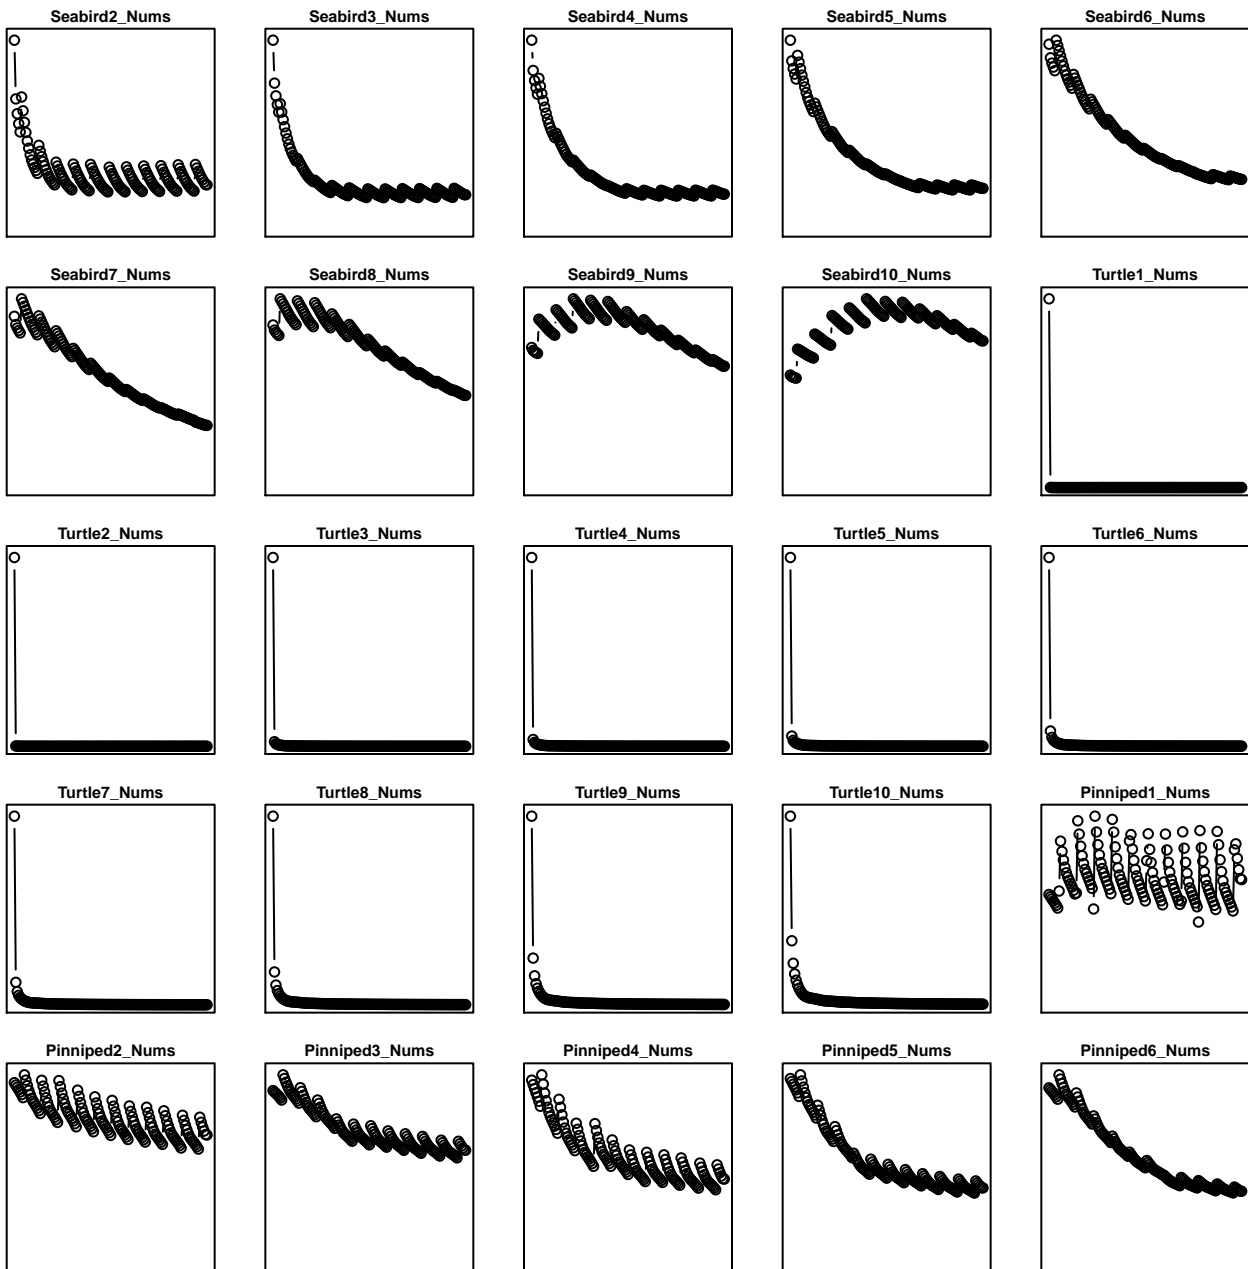 Seabird2_Nums
Seabird3_Nums
Seabird4_Nums
Seabird5_Nums
Seabird6_Nums
Seabird7_Nums
Seabird8_Nums
Seabird9_Nums
Seabird10_Nums
Turtle1_Nums
Turtle2_Nums
Turtle3_Nums
Turtle4_Nums
Turtle5_Nums
Turtle6_Nums
Turtle7_Nums
Turtle8_Nums
Turtle9_Nums
Turtle10_Nums
Pinniped1_Nums
Pinniped2_Nums
Pinniped3_Nums
Pinniped4_Nums
Pinniped5_Nums
Pinniped6_Nums